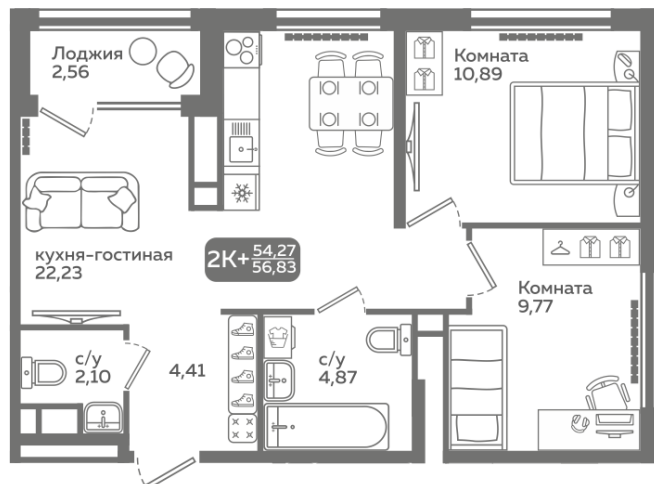 Лоджия
2,56
Комната
10,89
кухня-гостиная
22,23
2К+ 54,27
56,83
Комната
9,77
с/у
2,10
4,41
с/у
4,87